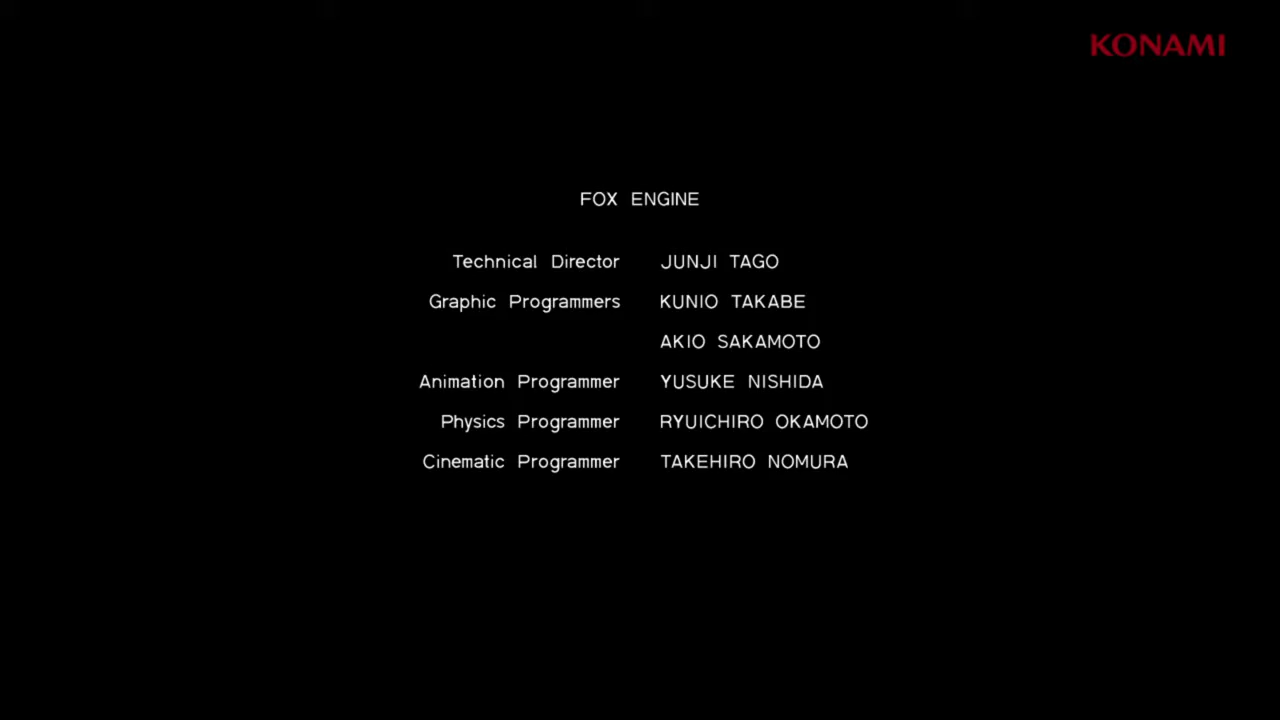 KONAMI
FOX ENGINE
Technical Director JUNJI TAGO
Graphic Programmers KUNIO TAKABE
AKIO SAKAMOTO
Animation Programmer YUSUKE NISHIDA
Physics Programmer RYUICHIRO OKAMOTO
Cinematic Programmer TAKEHIRO NOMURA